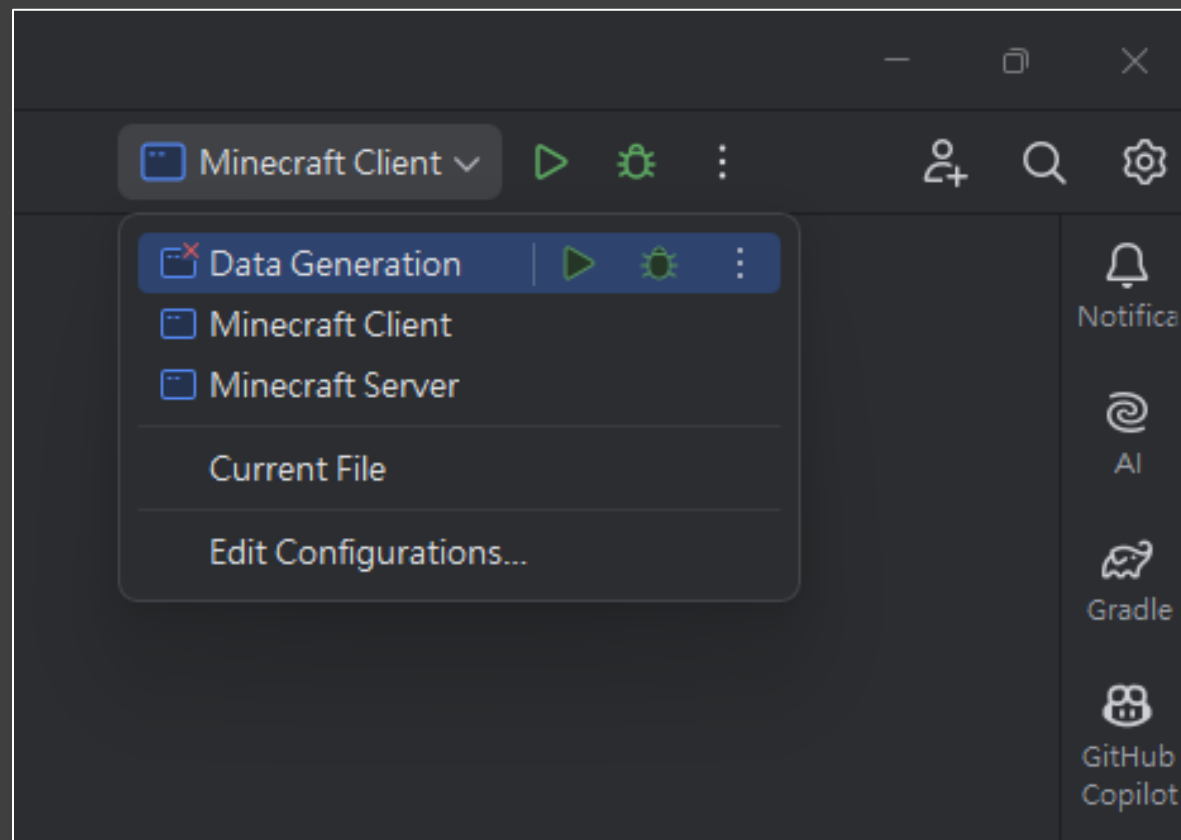 Minecraft Client
Data Generation
Minecraft Client
Minecraft Server
Current File
Edit Configurations...
Notifica
AI
Gradle
GitHub
Copilot